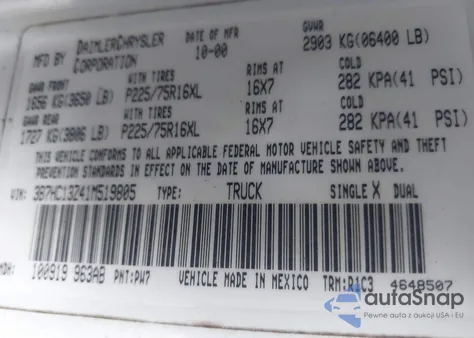 MFD BY DAIMLERCHRYSLER CORPORATION DATE OF MFR 10-00 GVWR 2903 KG(06400 LB)
GAWR FRONT WITH TIRES RIMS AT COLD
1656 KG(3650 LB) P225/75R16XL 16X7 282 KPA(41 PSI)
GAWR REAR WITH TIRES RIMS AT COLD
1727 KG(3806 LB) P225/75R16XL 16X7 282 KPA(41 PSI)
THIS VEHICLE CONFORMS TO ALL APPLICABLE FEDERAL MOTOR VEHICLE SAFETY AND THEFT
PREVENTION STANDARDS IN EFFECT ON THE DATE OF MANUFACTURE SHOWN ABOVE.
VIN: 3B7HC13Z41M519805 TYPE: TRUCK SINGLE X DUAL
MDH: 100919 963AB PNT: PW7 VEHICLE MADE IN MEXICO TRM: R1C3 4648507
autoSnap
Pewne auta z aukcji USA i EU